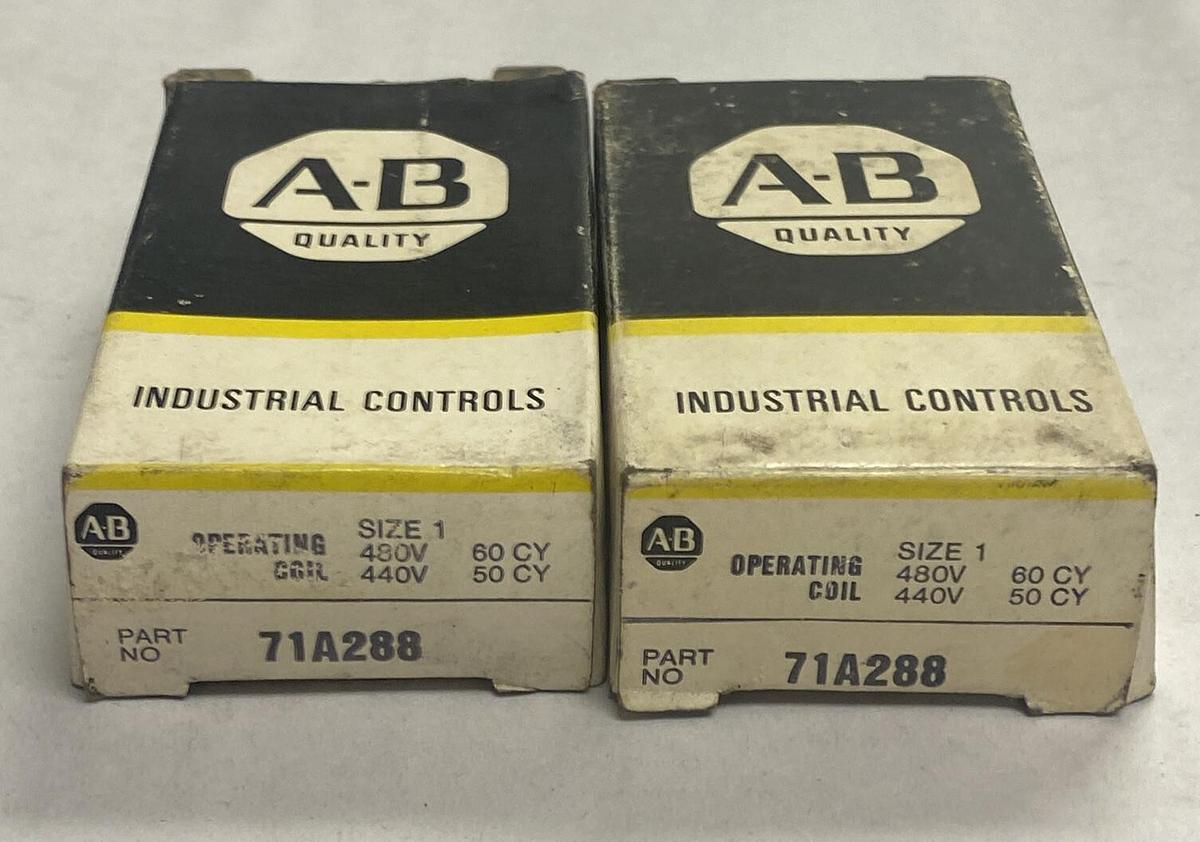 A-B
QUALITY
INDUSTRIAL CONTROLS
A-B
QUALITY
OPERATING COIL
SIZE 1
480V 60 CY
440V 50 CY
PART NO
71A288
A-B
QUALITY
INDUSTRIAL CONTROLS
A-B
QUALITY
OPERATING COIL
SIZE 1
480V 60 CY
440V 50 CY
PART NO
71A288